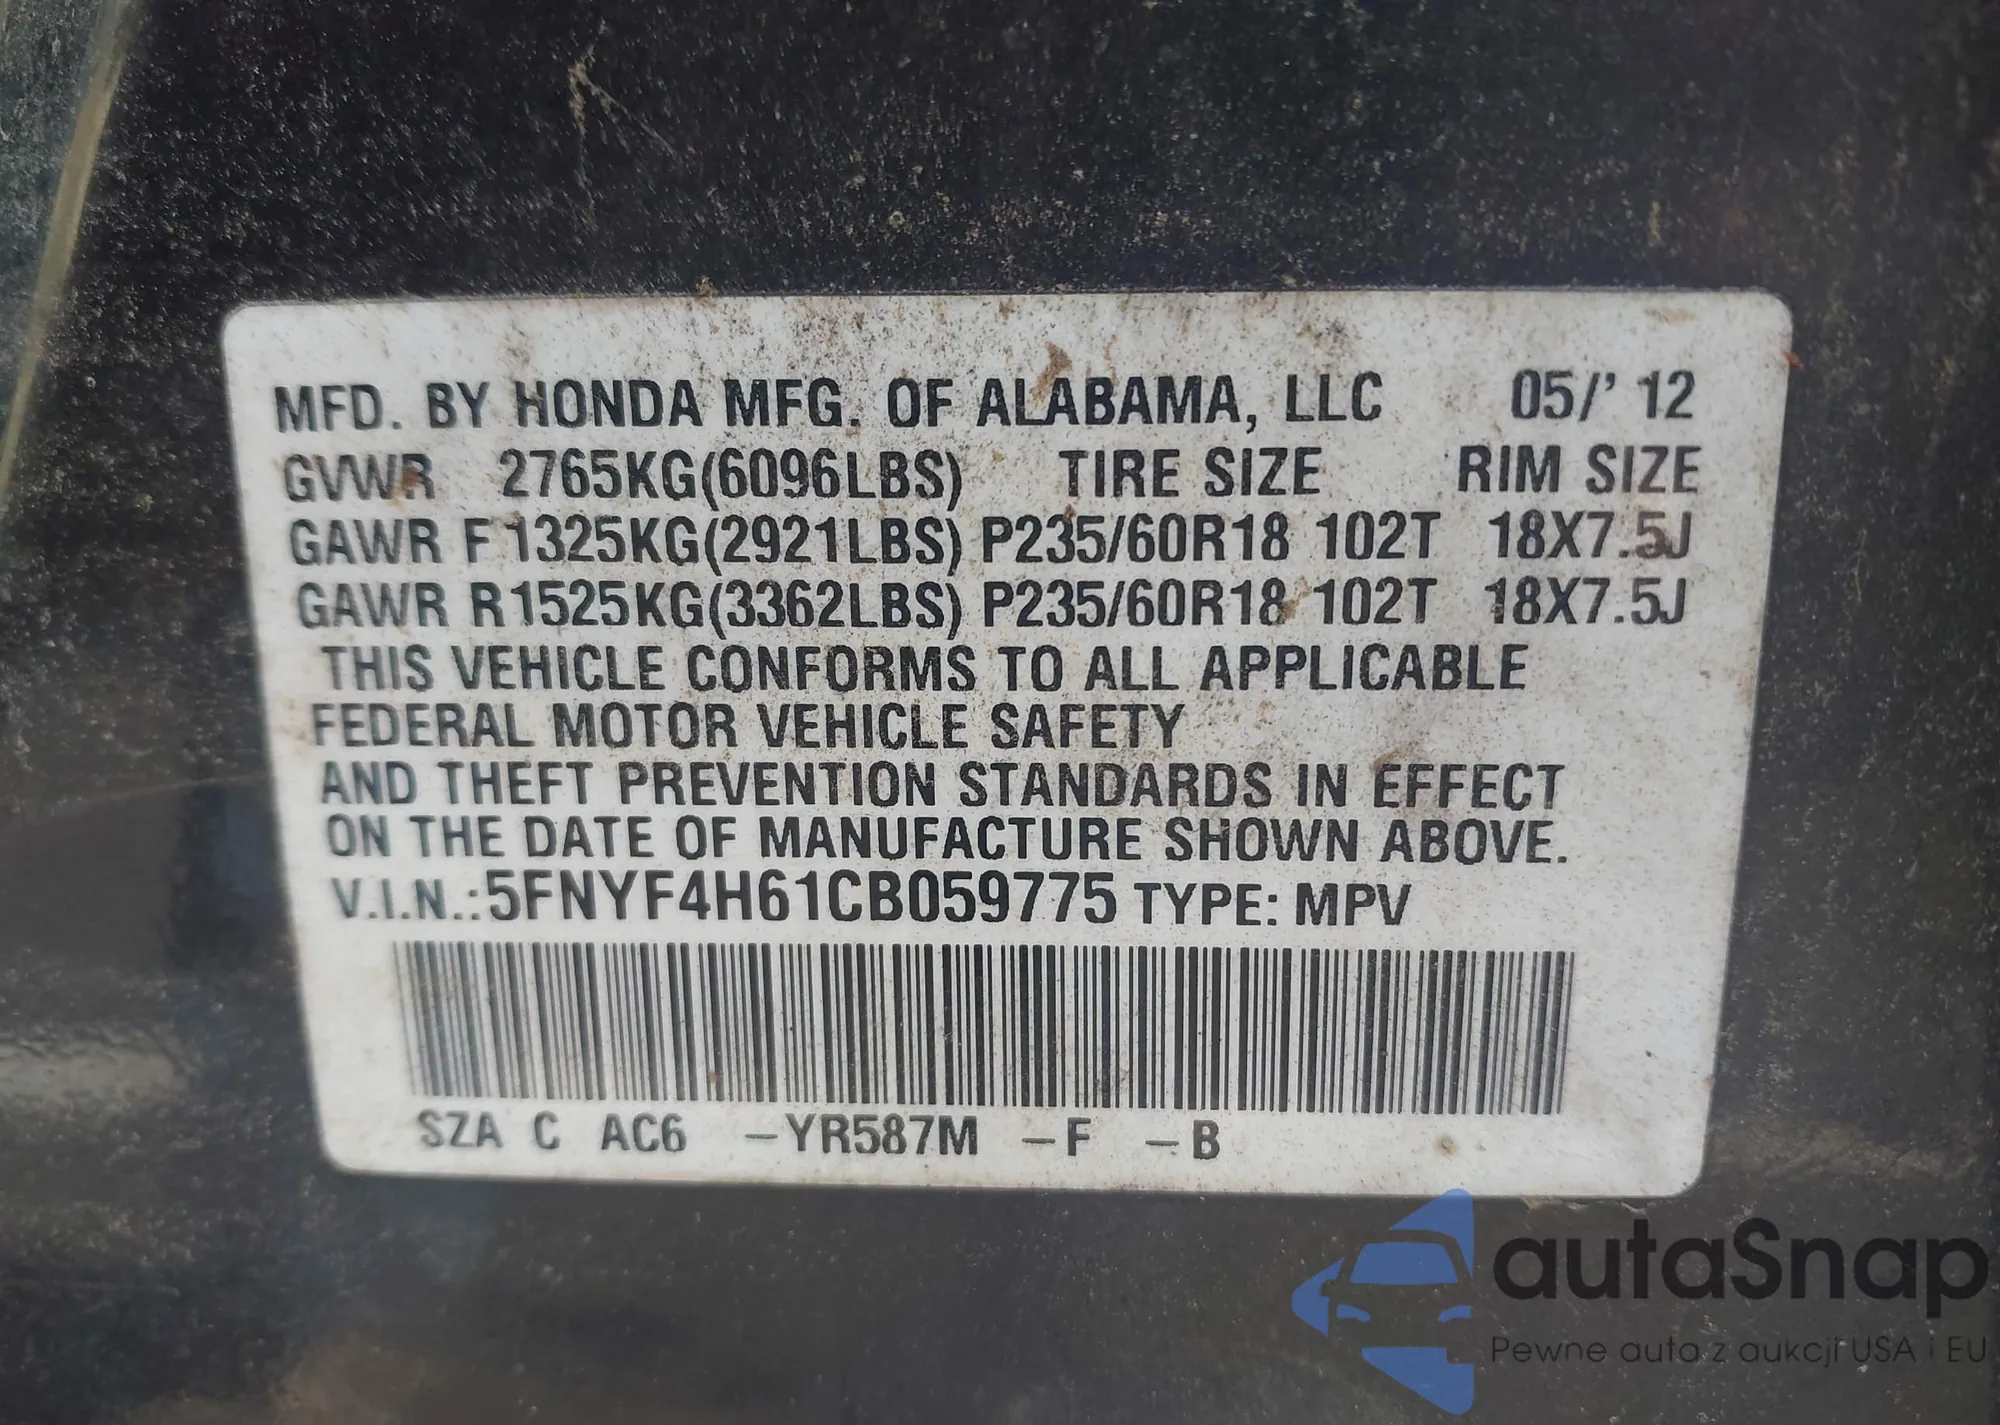 MFD. BY HONDA MFG. OF ALABAMA, LLC 05/' 12
GVWR 2765KG(6096LBS) TIRE SIZE RIM SIZE
GAWR F 1325KG(2921LBS) P235/60R18 102T 18X7.5J
GAWR R 1525KG(3362LBS) P235/60R18 102T 18X7.5J
THIS VEHICLE CONFORMS TO ALL APPLICABLE
FEDERAL MOTOR VEHICLE SAFETY
AND THEFT PREVENTION STANDARDS IN EFFECT
ON THE DATE OF MANUFACTURE SHOWN ABOVE.
V.I.N.:5FNYF4H61CB059775 TYPE: MPV
SZA C AC6 –YR587M –F –B
autaSnap
Pewne auta z aukcji USA i EU